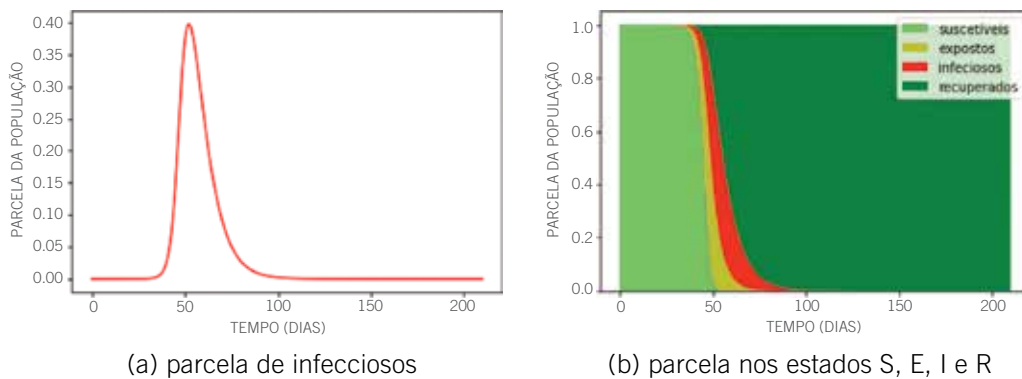 0.40
0.35
0.30
0.25
0.20
0.15
0.10
0.05
0.00
PARCELA DA POPULAÇÃO
0 50 100 150 200
TEMPO (DIAS)
(a) parcela de infecciosos
1.0
0.8
0.6
0.4
0.2
0.0
PARCELA DA POPULAÇÃO
suscetíveis
expostos
infeciosos
recuperados
0 50 100 150 200
TEMPO (DIAS)
(b) parcela nos estados S, E, I e R